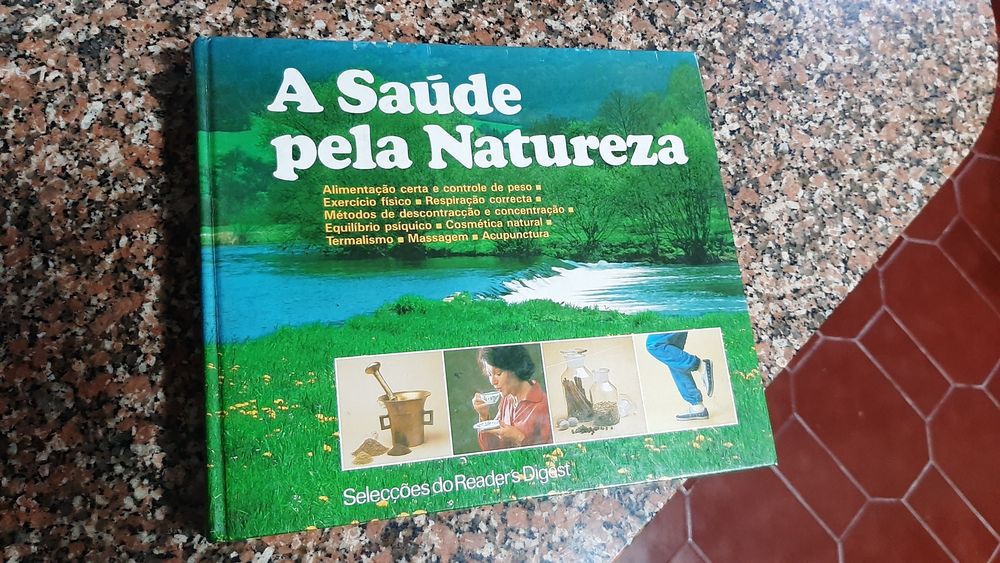 A Saúde
pela Natureza
Alimentação certa e controle de peso ■
Exercício físico ■ Respiração correcta ■
Métodos de descontracção e concentração ■
Equilíbrio psíquico ■ Cosmética natural ■
Termalismo ■ Massagem ■ Acupunctura
Selecções do Reader's Digest